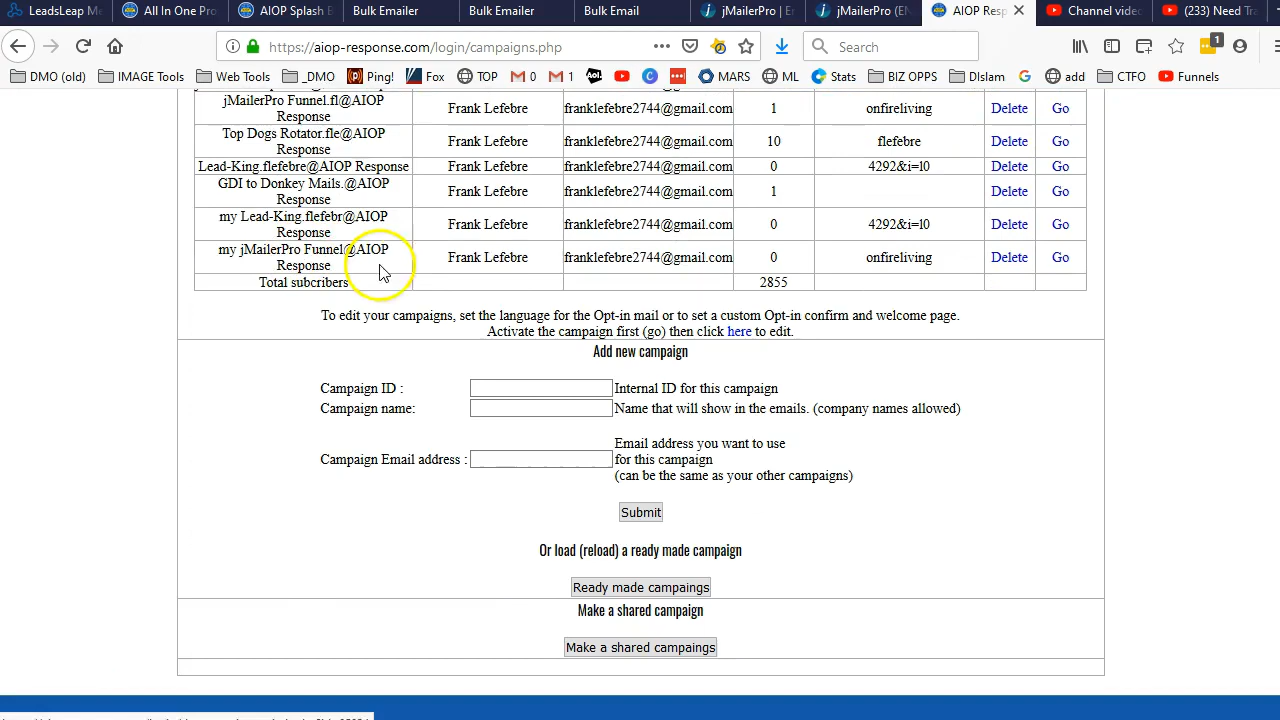 LeadsLeap Me
All In One Pro
AIOP Splash B
Bulk Emailer
Bulk Emailer
Bulk Email
jMailerPro | E
jMailerPro (EN
AIOP Resp
Channel video
(233) Need Tra
https://aiop-response.com/login/campaigns.php
Search
1
DMO (old)
IMAGE Tools
Web Tools
_DMO
Ping!
Fox
TOP
0
1
Aol.
MARS
ML
Stats
BIZ OPPS
DIslam
add
CTFO
Funnels
jMailerPro Funnel.fl@AIOP
Response
Frank Lefebre
franklefebre2744@gmail.com
1
onfireliving
Delete
Go
Top Dogs Rotator.fle@AIOP
Response
Frank Lefebre
franklefebre2744@gmail.com
10
flefebre
Delete
Go
Lead-King.flefebre@AIOP Response
Frank Lefebre
franklefebre2744@gmail.com
0
4292&i=l0
Delete
Go
GDI to Donkey Mails.@AIOP
Response
Frank Lefebre
franklefebre2744@gmail.com
1
Delete
Go
my Lead-King.flefebr@AIOP
Response
Frank Lefebre
franklefebre2744@gmail.com
0
4292&i=l0
Delete
Go
my jMailerPro Funnel@AIOP
Response
Frank Lefebre
franklefebre2744@gmail.com
0
onfireliving
Delete
Go
Total subcribers
2855
To edit your campaigns, set the language for the Opt-in mail or to set a custom Opt-in confirm and welcome page.
Activate the campaign first (go) then click here to edit.
Add new campaign
Campaign ID :
Internal ID for this campaign
Campaign name:
Name that will show in the emails. (company names allowed)
Campaign Email address :
Email address you want to use
for this campaign
(can be the same as your other campaigns)
Submit
Or load (reload) a ready made campaign
Ready made campaings
Make a shared campaign
Make a shared campaings